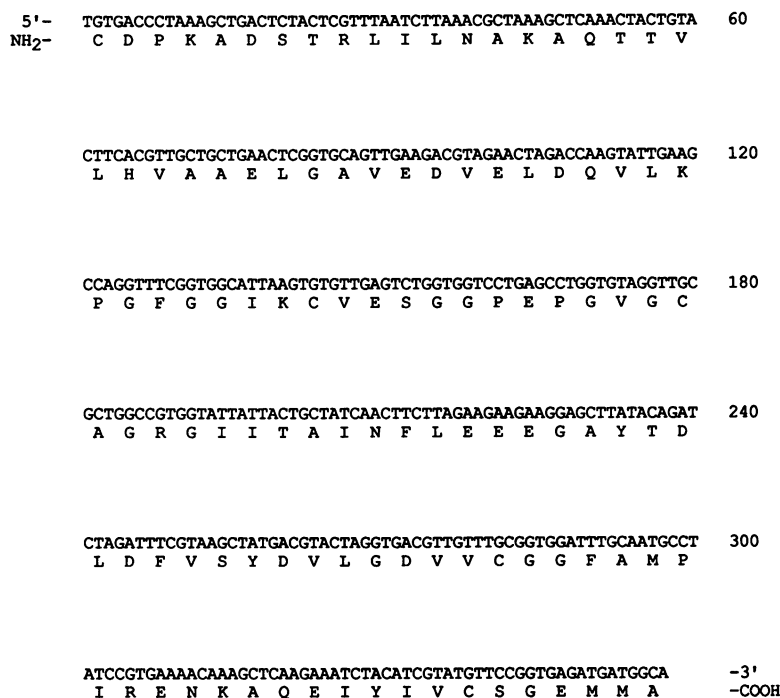 5'- TGTGACCCTAAAGCTGACTCTACTCGTTTAATCTTAAACGCTAAAGCTCAAACTACTGTA 60
NH2- C D P K A D S T R L I L N A K A Q T T V
CTTCACGTTGCTGCTGAACTCGGTGCAGTTGAAGACGTAGAACTAGACCAAGTATTGAAG 120
L H V A A E L G A V E D V E L D Q V L K
CCAGGTTTCGGTGGCATTAAGTGTGTTGAGTCTGGTGGTCCTGAGCCTGGTGTAGGTTGC 180
P G F G G I K C V E S G G P E P G V G C
GCTGGCCGTGGTATTATTACTGCTATCAACTTCTTAGAAGAAGAAGGAGCTTATACAGAT 240
A G R G I I T A I N F L E E E G A Y T D
CTAGATTTCGTAAGCTATGACGTACTAGGTGACGTTGTTTGCGGTGGATTTGCAATGCCT 300
L D F V S Y D V L G D V V C G G F A M P
ATCCGTGAAAACAAAGCTCAAGAAATCTACATCGTATGTTCCGGTGAGATGATGGCA -3'
I R E N K A Q E I Y I V C S G E M M A -COOH